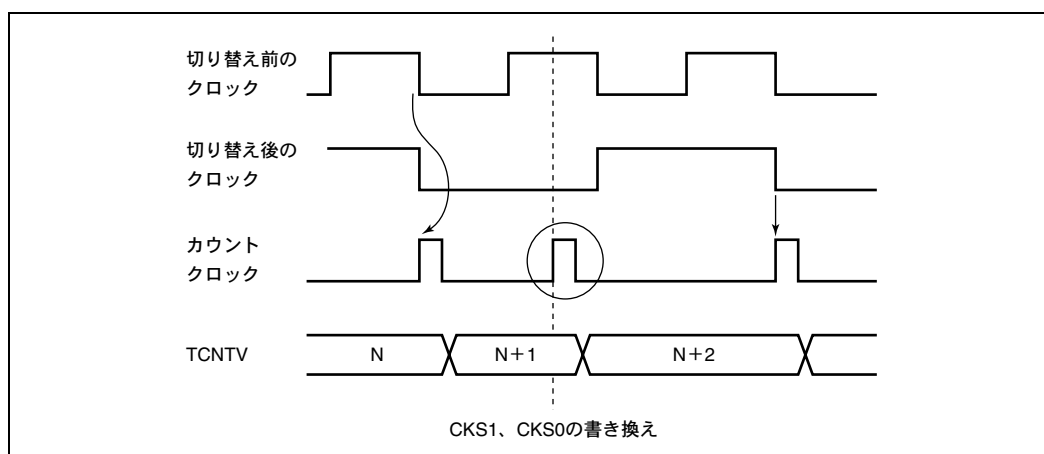 切り替え前の
クロック
切り替え後の
クロック
カウント
クロック
TCNTV
N
N+1
N+2
CKS1、CKS0の書き換え